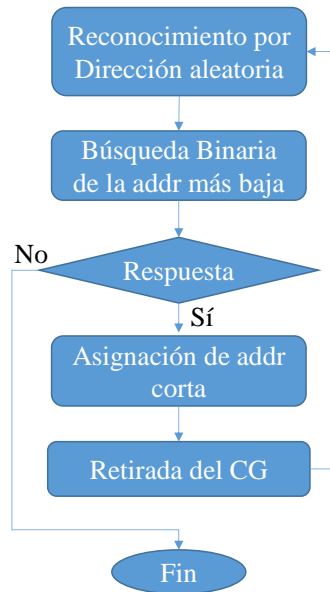 Reconocimiento por
Dirección aleatoria
Búsqueda Binaria
de la addr más baja
No
Respuesta
Sí
Asignación de addr
corta
Retirada del CG
Fin